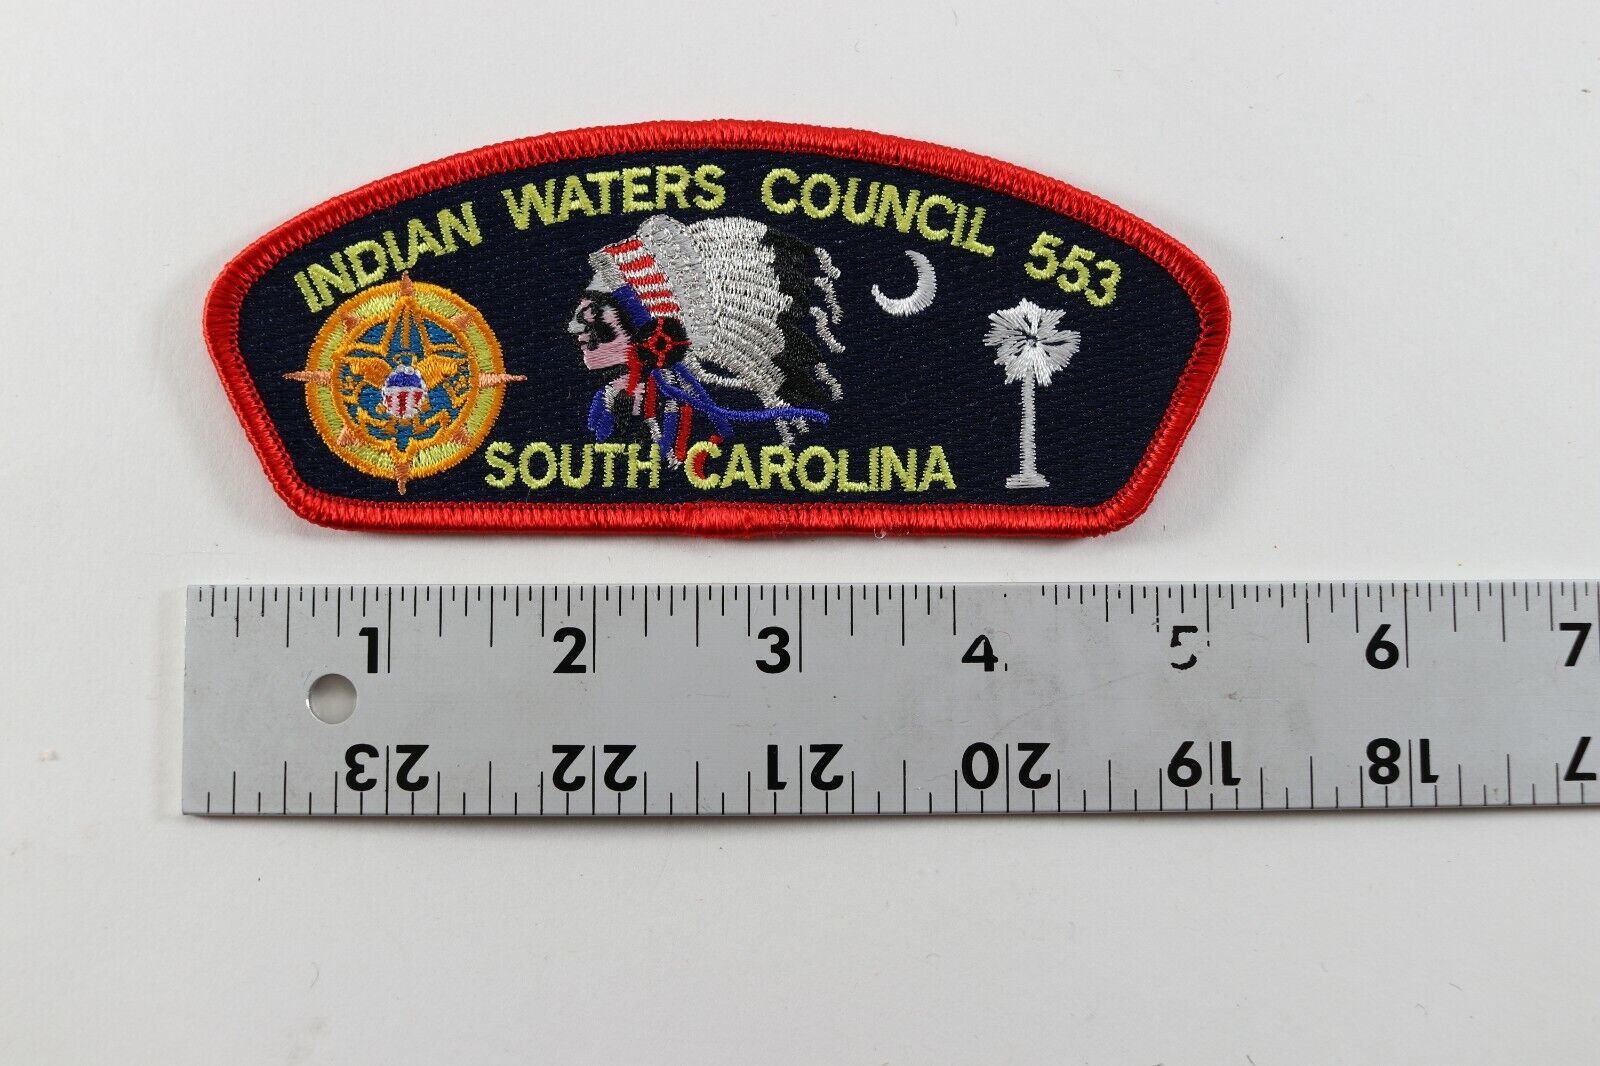 INDIAN WATERS COUNCIL 553
SOUTH CAROLINA
1 2 3 4 5 6 7
23 22 21 20 19 18 7